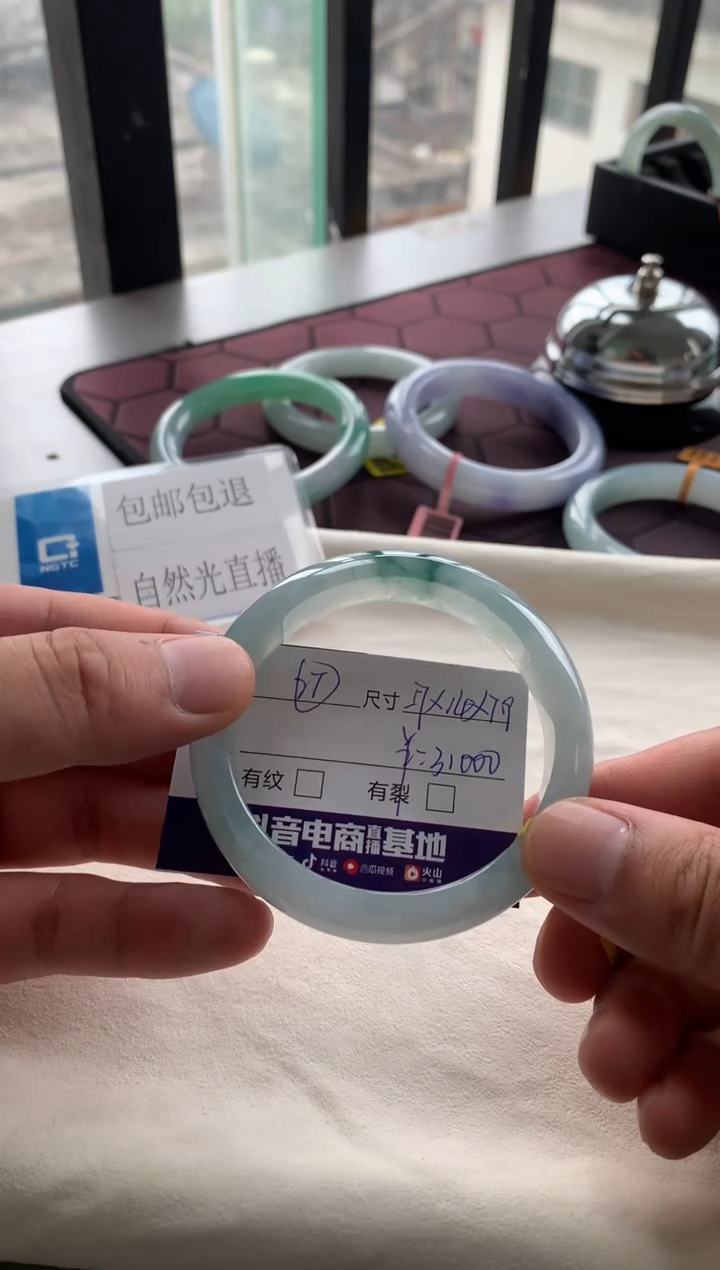 包邮包退
NGTC
自然光直播
尺寸
¥:31000
有纹 □ 有裂 □
抖音电商直播基地
抖音 西瓜视频 火山